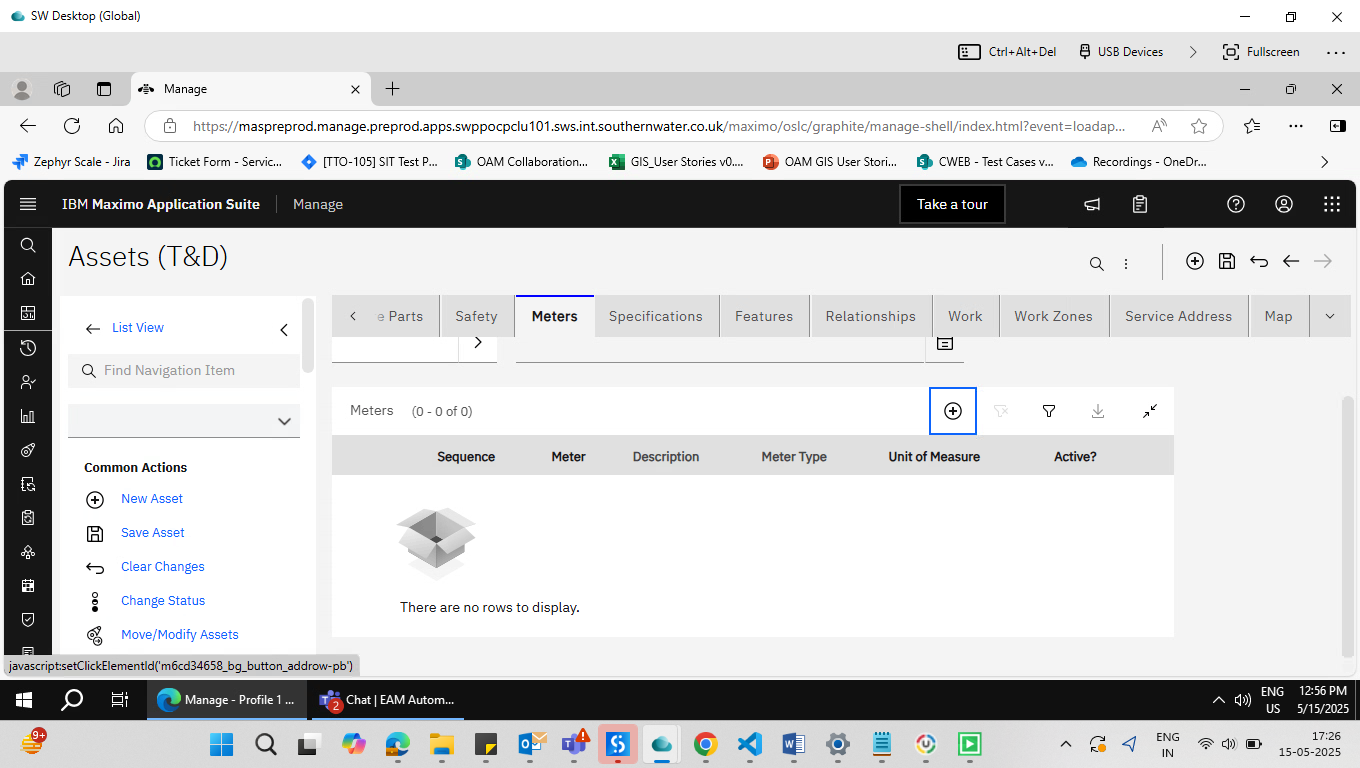 SW Desktop (Global)
Ctrl+Alt+Del
USB Devices
Fullscreen
Manage
https://maspreprod.manage.preprod.apps.swppocpclu101.sws.int.southernwater.co.uk/maximo/oslc/graphite/manage-shell/index.html?event=loadap...
Zephyr Scale - Jira
Ticket Form - Servic...
[TTO-105] SIT Test P...
OAM Collaboration...
GIS_User Stories v0....
OAM GIS User Stori...
CWEB - Test Cases v...
Recordings - OneDr...
IBM Maximo Application Suite
Manage
Take a tour
Assets (T&D)
List View
e Parts
Safety
Meters
Specifications
Features
Relationships
Work
Work Zones
Service Address
Map
Find Navigation Item
Meters (0 - 0 of 0)
Sequence
Meter
Description
Meter Type
Unit of Measure
Active?
Common Actions
New Asset
Save Asset
Clear Changes
Change Status
Move/Modify Assets
There are no rows to display.
javascript:setClickElementId('m6cd34658_bg_button_addrow-pb')
Manage - Profile 1 ...
2
Chat | EAM Autom...
ENG
US
12:56 PM
5/15/2025
9+
ENG
IN
17:26
15-05-2025